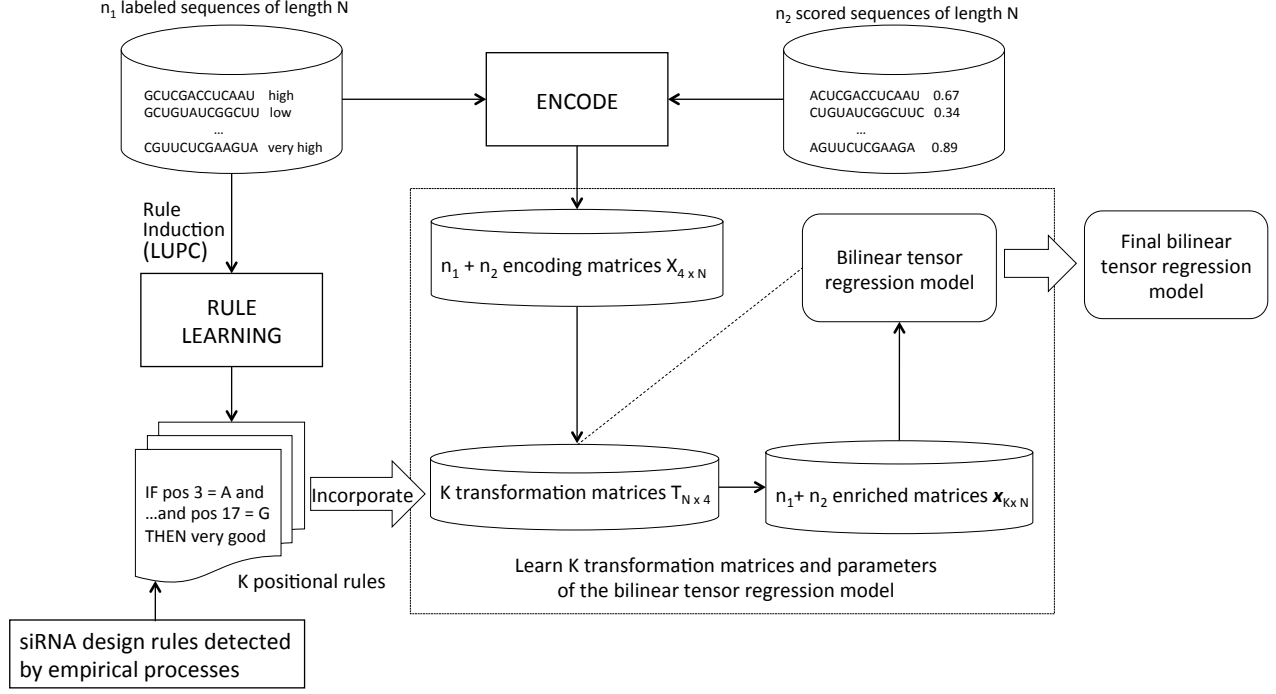 n₁ labeled sequences of length N
n₂ scored sequences of length N
GCUCGACCUCAAU high
GCUGUAUCGGCUU low
...
CGUUCUCGAAGUA very high
ENCODE
ACUCGACCUCAAU 0.67
CUGUAUCGGCUUC 0.34
...
AGUUCUCGAAGA 0.89
Rule
Induction
(LUPC)
RULE
LEARNING
n₁ + n₂ encoding matrices X₄ ₓ N
Bilinear tensor
regression model
Final bilinear
tensor regression
model
IF pos 3 = A and
...and pos 17 = G
THEN very good
K positional rules
Incorporate
K transformation matrices T N x 4
n₁+ n₂ enriched matrices x Kx N
Learn K transformation matrices and parameters
of the bilinear tensor regression model
siRNA design rules detected
by empirical processes